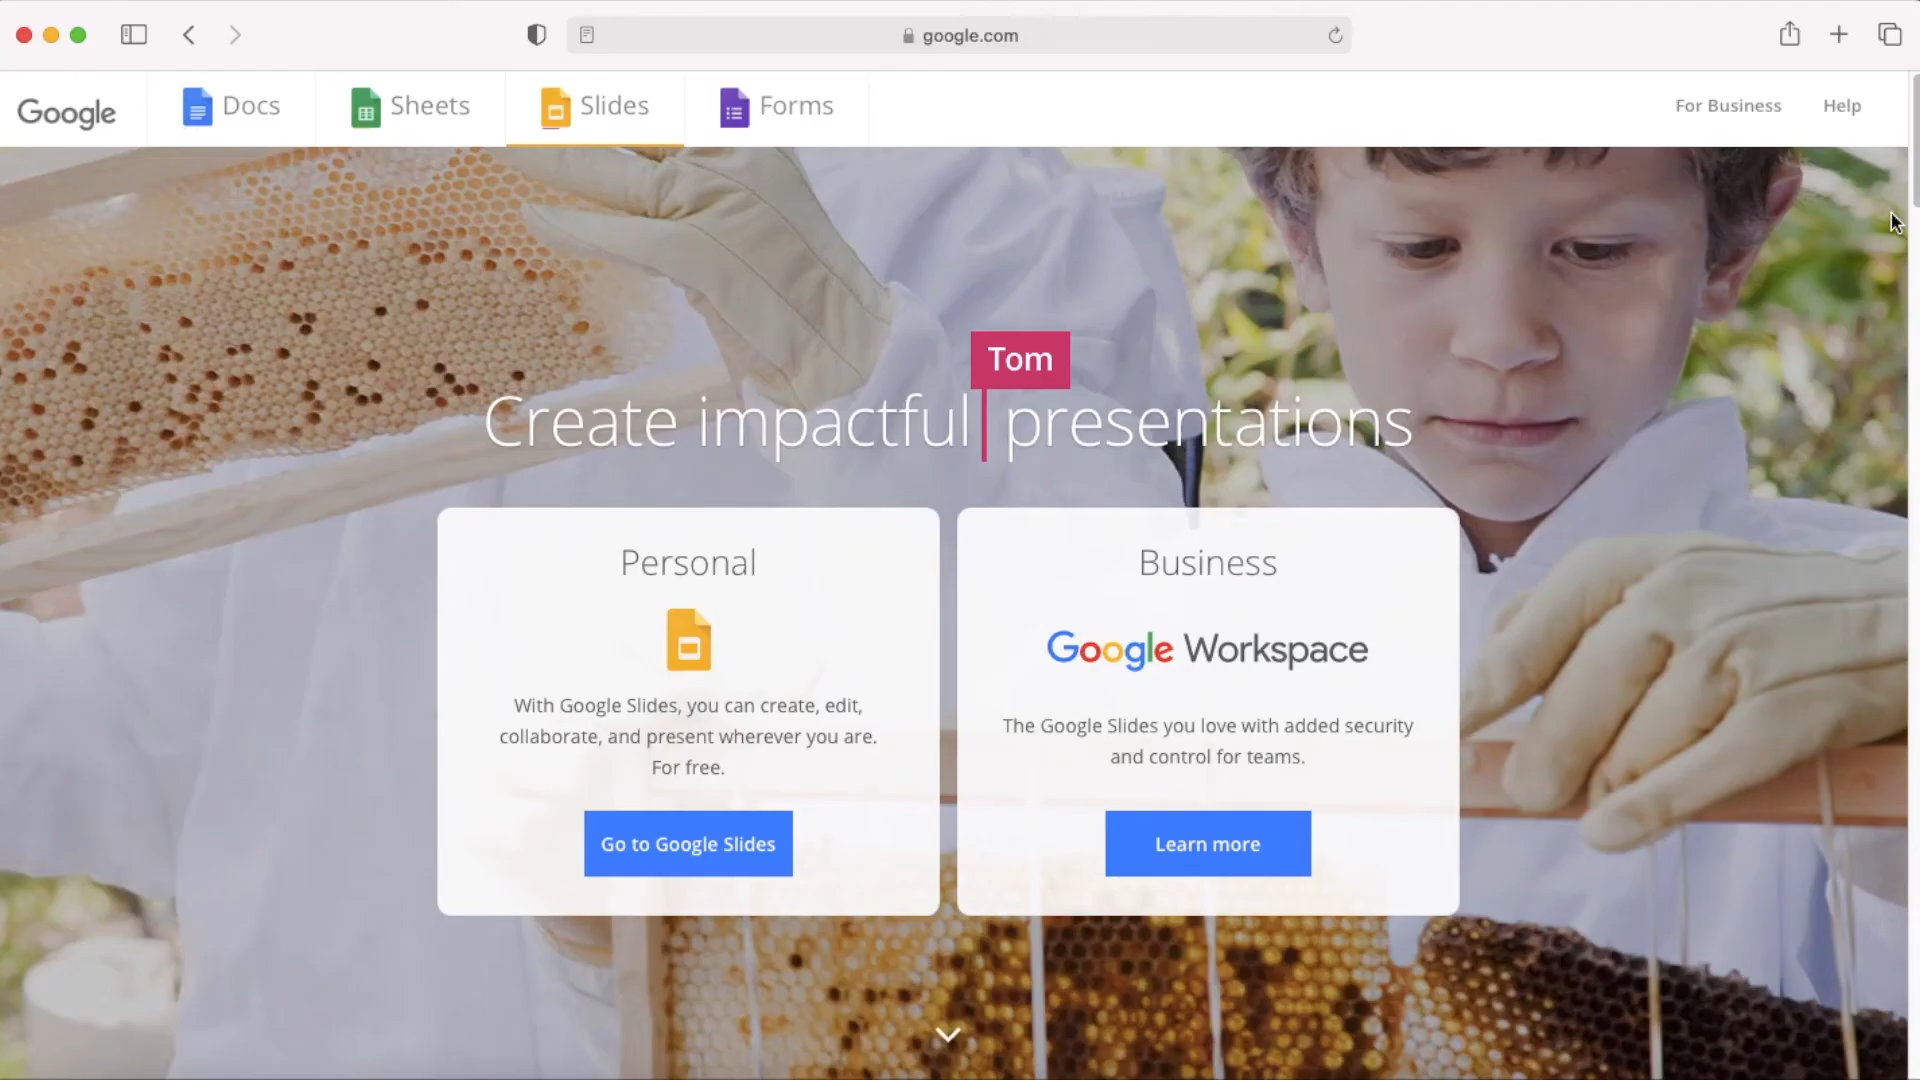 google.com
Google
Docs
Sheets
Slides
Forms
For Business
Help
Tom
Create impactful presentations
Personal
With Google Slides, you can create, edit,
collaborate, and present wherever you are.
For free.
Go to Google Slides
Business
Google Workspace
The Google Slides you love with added security
and control for teams.
Learn more